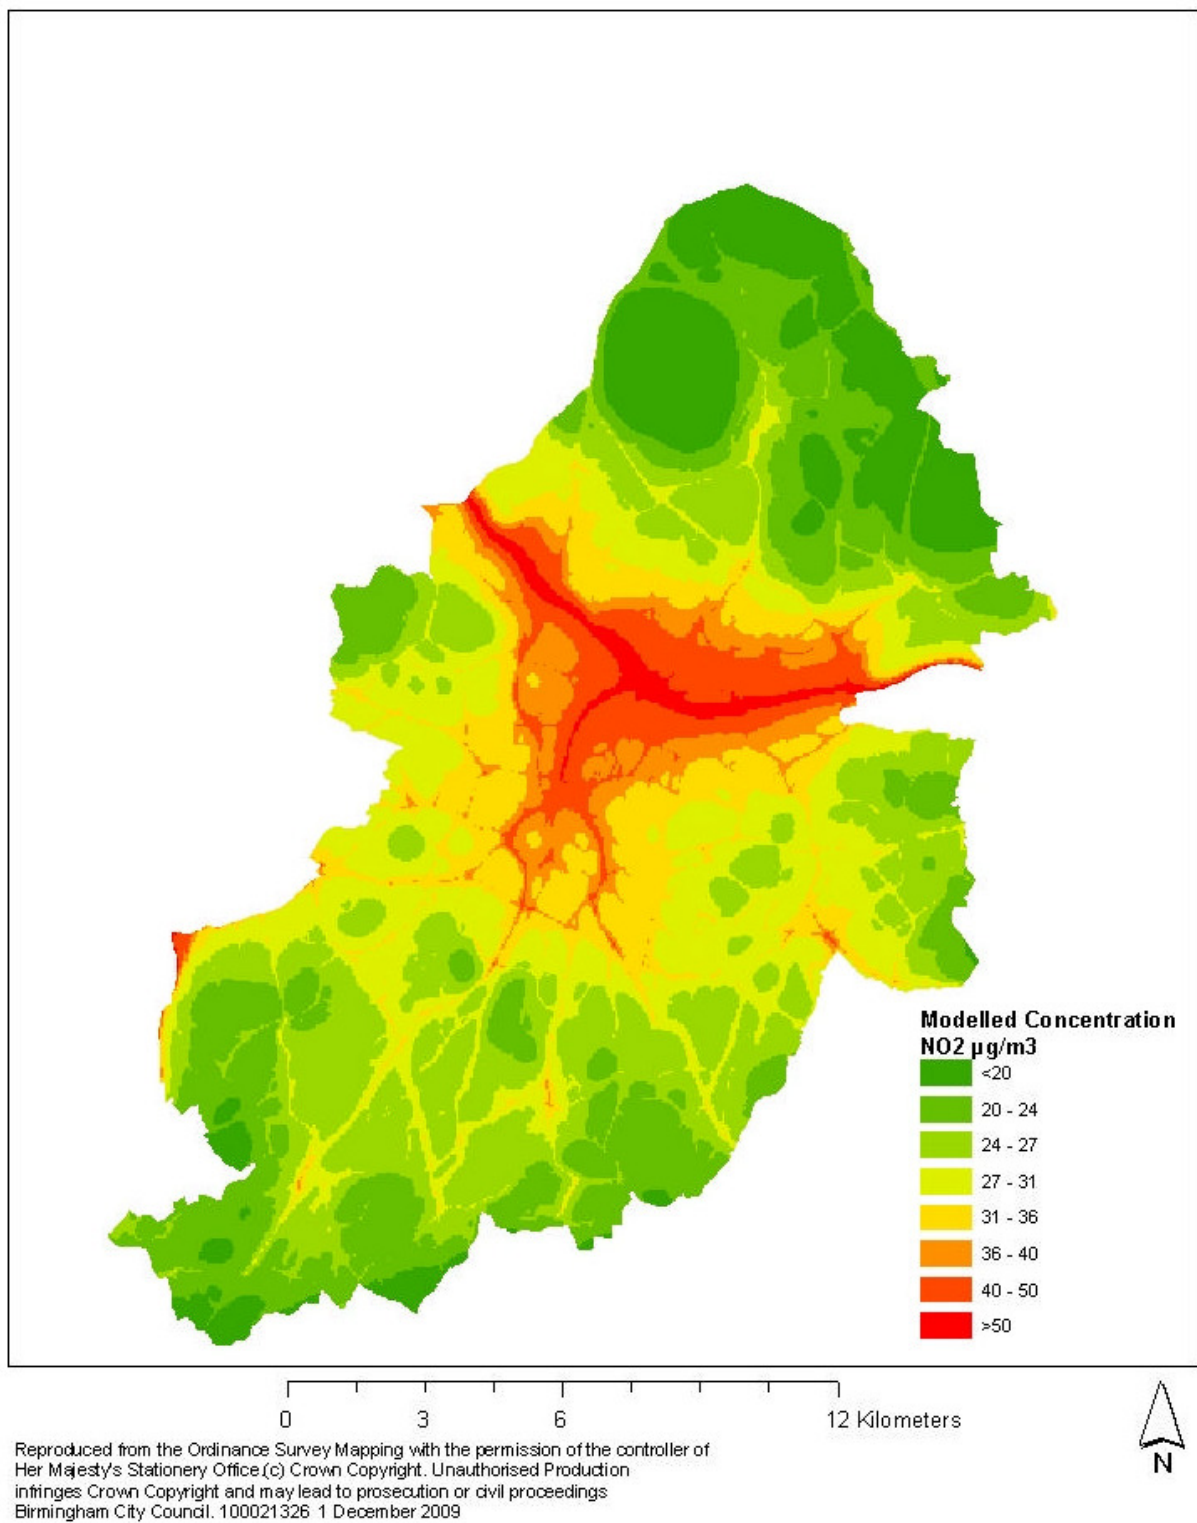 Modelled Concentration
NO2 µg/m3
<20
20 - 24
24 - 27
27 - 31
31 - 36
36 - 40
40 - 50
>50
0 3 6 12 Kilometers
N
Reproduced from the Ordinance Survey Mapping with the permission of the controller of
Her Majesty's Stationery Office.(c) Crown Copyright. Unauthorised Production
infringes Crown Copyright and may lead to prosecution or civil proceedings
Birmingham City Council. 100021326 1 December 2009